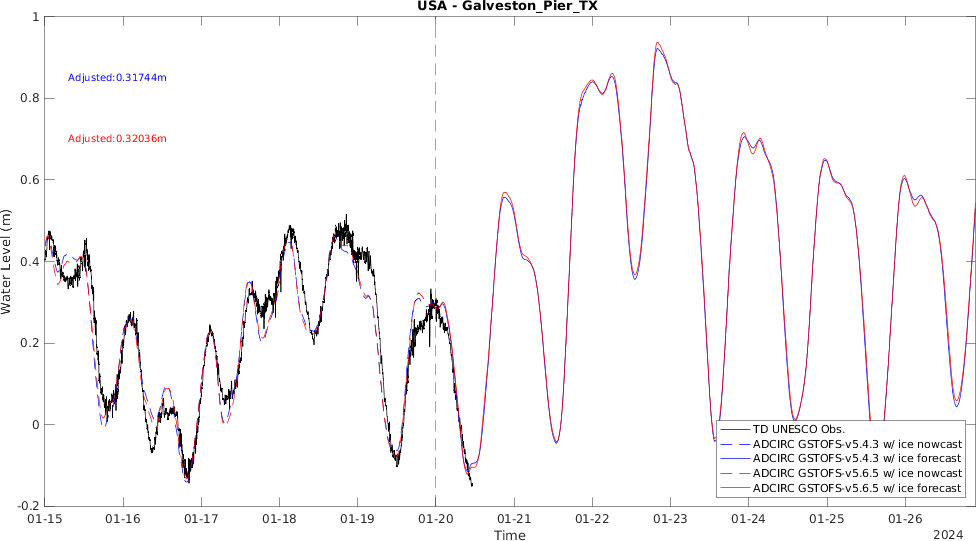 USA - Galveston_Pier_TX
Adjusted:0.31744m
Adjusted:0.32036m
Water Level (m)
1
0.8
0.6
0.4
0.2
0
-0.2
01-15 01-16 01-17 01-18 01-19 01-20 01-21 01-22 01-23 01-24 01-25 01-26
Time
2024
TD UNESCO Obs.
ADCIRC GSTOFS-v5.4.3 w/ ice nowcast
ADCIRC GSTOFS-v5.4.3 w/ ice forecast
ADCIRC GSTOFS-v5.6.5 w/ ice nowcast
ADCIRC GSTOFS-v5.6.5 w/ ice forecast